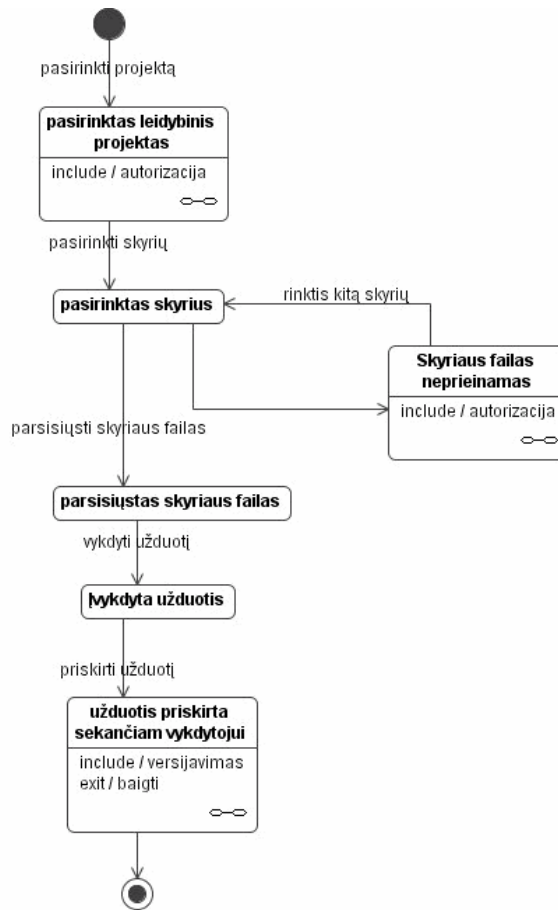 pasirinkti projektą
pasirinktas leidybinis
projektas
include / autorizacija
pasirinkti skyrių
pasirinktas skyrius
rinktis kitą skyrių
Skyriaus failas
neprieinamas
include / autorizacija
parsisiųsti skyriaus failas
parsisiųstas skyriaus failas
vykdyti užduotį
Įvykdyta užduotis
priskirti užduotį
užduotis priskirta
sekančiam vykdytojui
include / versijavimas
exit / baigti